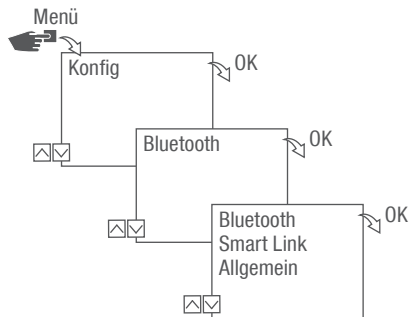 Menü
Konfig
OK
Bluetooth
OK
Bluetooth
Smart Link
Allgemein
OK